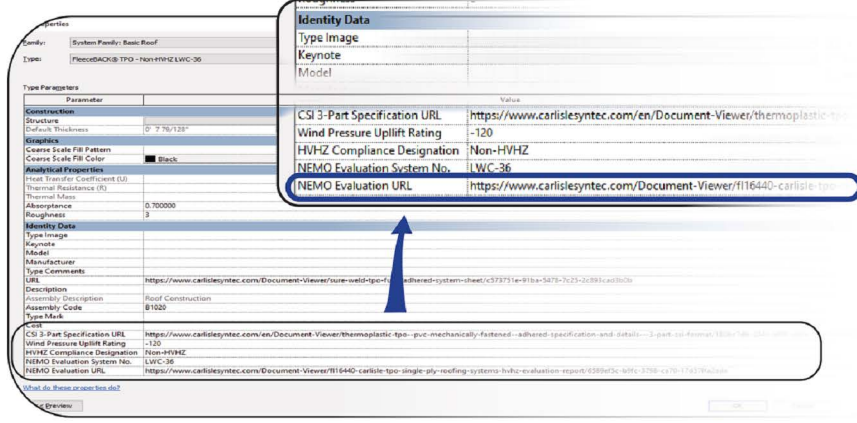 Identity Data
Type Image
Keynote
Model
Value
CSI 3-Part Specification URL https://www.carlislesyntec.com/en/Document-Viewer/thermoplastic-
Wind Pressure Upllift Rating -120
HVHZ Compliance Designation Non-HVHZ
NEMO Evaluation System No. LWC-36
NEMO Evaluation URL https://www.carlislesyntec.com/Document-Viewer/fl16440-carlisle-tpo-
Family: System Family: Basic Roof
Type: FleeceBACK® TPO - Non-HVHZ LWC-36
Type Parameters
Parameter
Construction
Structure
Default Thickness 0' 7 79/128"
Graphics
Coarse Scale Fill Pattern
Coarse Scale Fill Color Black
Analytical Properties
Heat Transfer Coefficient (U)
Thermal Resistance (R)
Thermal Mass
Absorptance 0.700000
Roughness 3
Identity Data
Type Image
Keynote
Model
Manufacturer
Type Comments
URL
Description
Assembly Description Roof Construction
Assembly Code B1020
Type Mark
Cost
CSI 3-Part Specification URL
Wind Pressure Upllift Rating -120
HVHZ Compliance Designation Non-HVHZ
NEMO Evaluation System No. LWC-36
NEMO Evaluation URL
What do these properties do?
Preview